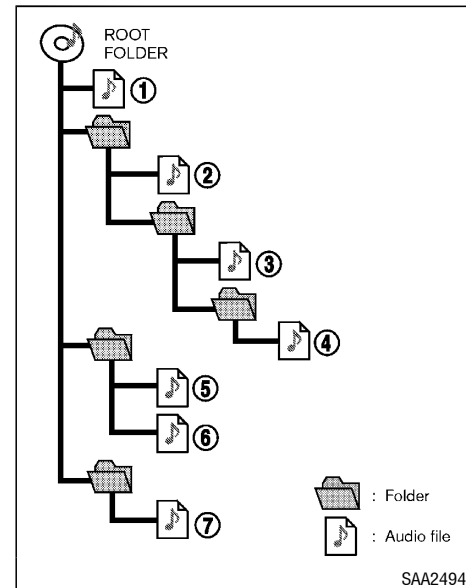 ROOT
FOLDER
①
②
③
④
⑤
⑥
⑦
: Folder
: Audio file
SAA2494